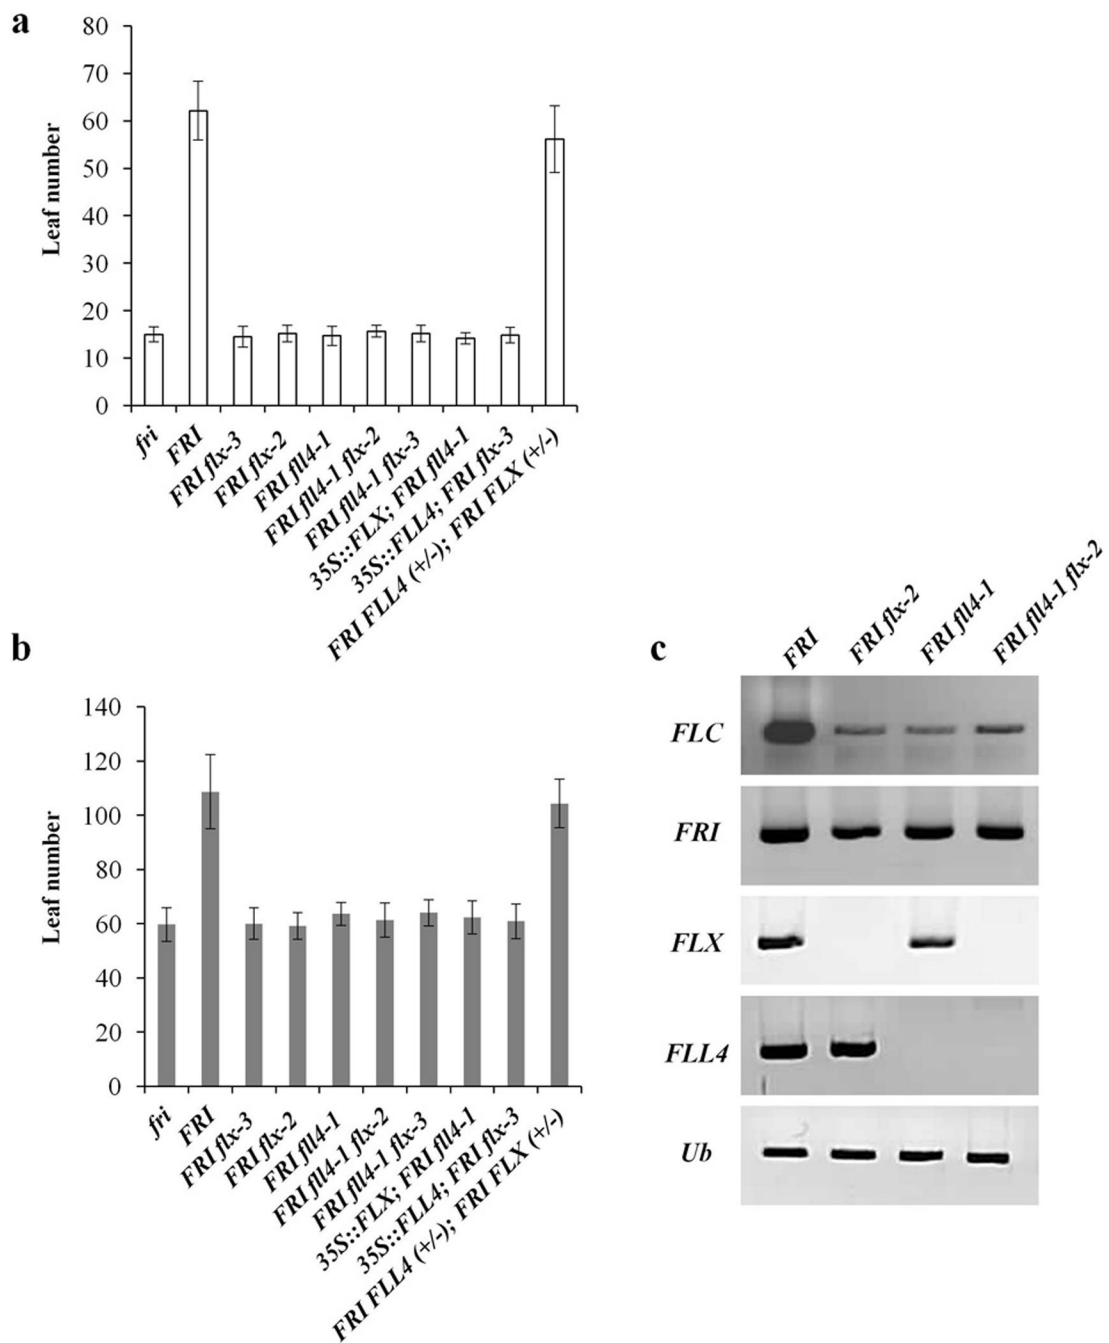 a
Leaf number
80
70
60
50
40
30
20
10
0
fri
FRI
FRI flx-3
FRI flx-2
FRI fll4-1
FRI fll4-1 flx-2
FRI fll4-1 flx-3
35S::FLX; FRI fll4-1
35S::FLL4; FRI flx-3
FRI FLL4 (+/-); FRI FLX (+/-)
b
Leaf number
140
120
100
80
60
40
20
0
fri
FRI
FRI flx-3
FRI flx-2
FRI fll4-1
FRI fll4-1 flx-2
FRI fll4-1 flx-3
35S::FLX; FRI fll4-1
35S::FLL4; FRI flx-3
FRI FLL4 (+/-); FRI FLX (+/-)
c
FRI
FRI flx-2
FRI fll4-1
FRI fll4-1 flx-2
FLC
FRI
FLX
FLL4
Ub